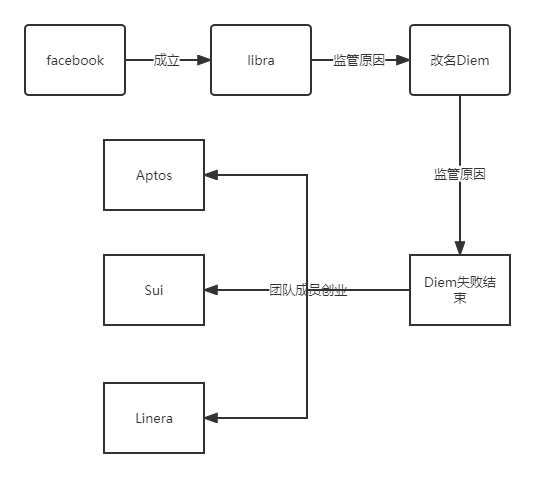 facebook
成立
libra
监管原因
改名Diem
监管原因
Aptos
Sui
团队成员创业
Diem失败结
束
Linera